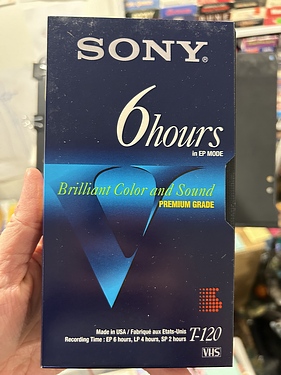 SONY®
6hours
in EP MODE
Brilliant Color and Sound
PREMIUM GRADE
Made in USA / Fabriqué aux Etats-Unis
Recording Time : EP 6 hours, LP 4 hours, SP 2 hours
T-120
VHS